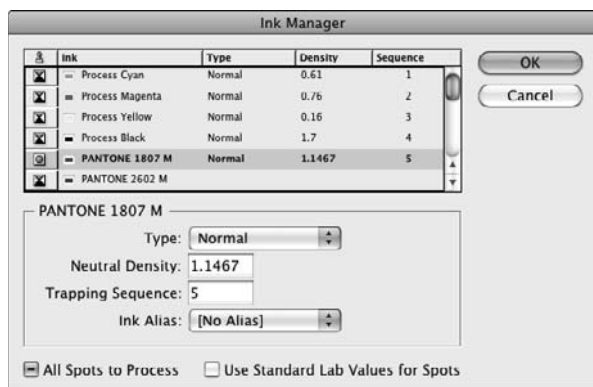 Ink Manager
Ink Type Density Sequence
Process Cyan Normal 0.61 1
Process Magenta Normal 0.76 2
Process Yellow Normal 0.16 3
Process Black Normal 1.7 4
PANTONE 1807 M Normal 1.1467 5
PANTONE 2602 M
OK
Cancel
PANTONE 1807 M
Type: Normal
Neutral Density: 1.1467
Trapping Sequence: 5
Ink Alias: [No Alias]
All Spots to Process Use Standard Lab Values for Spots